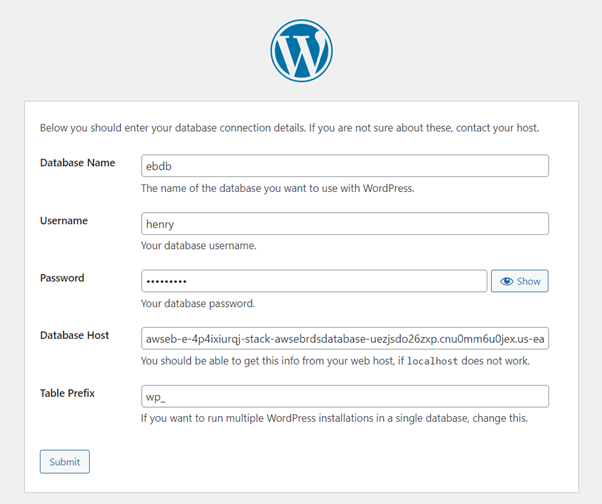 W
Below you should enter your database connection details. If you are not sure about these, contact your host.
Database Name
ebdb
The name of the database you want to use with WordPress.
Username
henry
Your database username.
Password
•••••••••
Show
Your database password.
Database Host
awseb-e-4p4ixiurqj-stack-awsebrdsdatabase-uezjsdo26zxp.cnu0mm6u0jex.us-ea
You should be able to get this info from your web host, if localhost does not work.
Table Prefix
wp_
If you want to run multiple WordPress installations in a single database, change this.
Submit